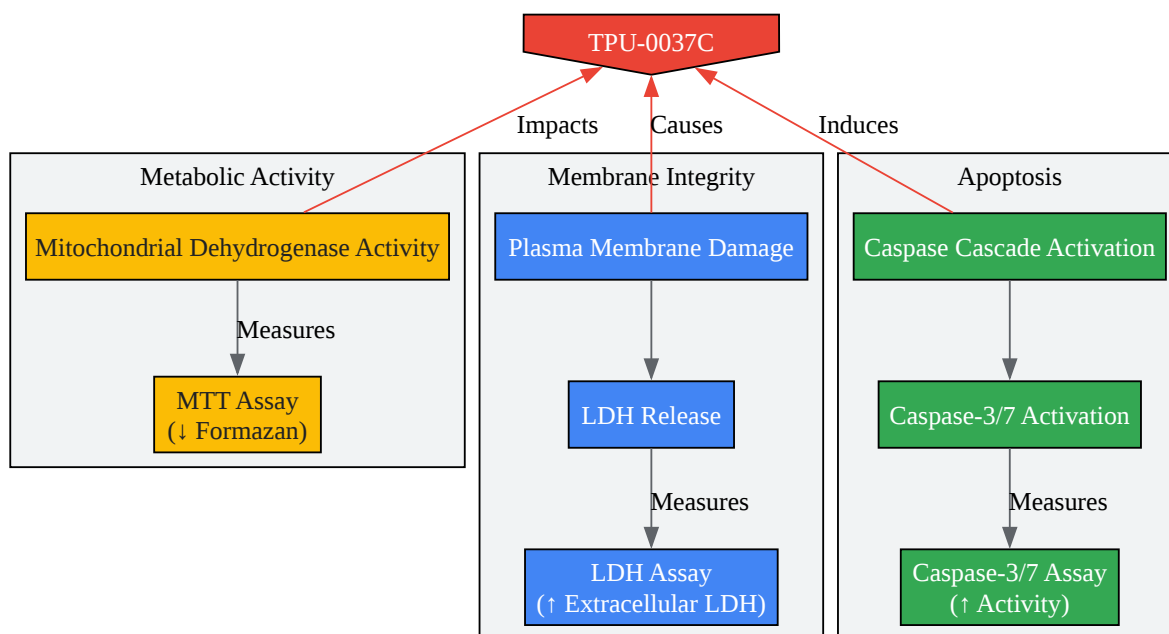 TPU-0037C
Impacts
Causes
Induces
Metabolic Activity
Membrane Integrity
Apoptosis
Mitochondrial Dehydrogenase Activity
Plasma Membrane Damage
Caspase Cascade Activation
Measures
MTT Assay
(↓ Formazan)
LDH Release
Caspase-3/7 Activation
Measures
Measures
LDH Assay
(↑ Extracellular LDH)
Caspase-3/7 Assay
(↑ Activity)